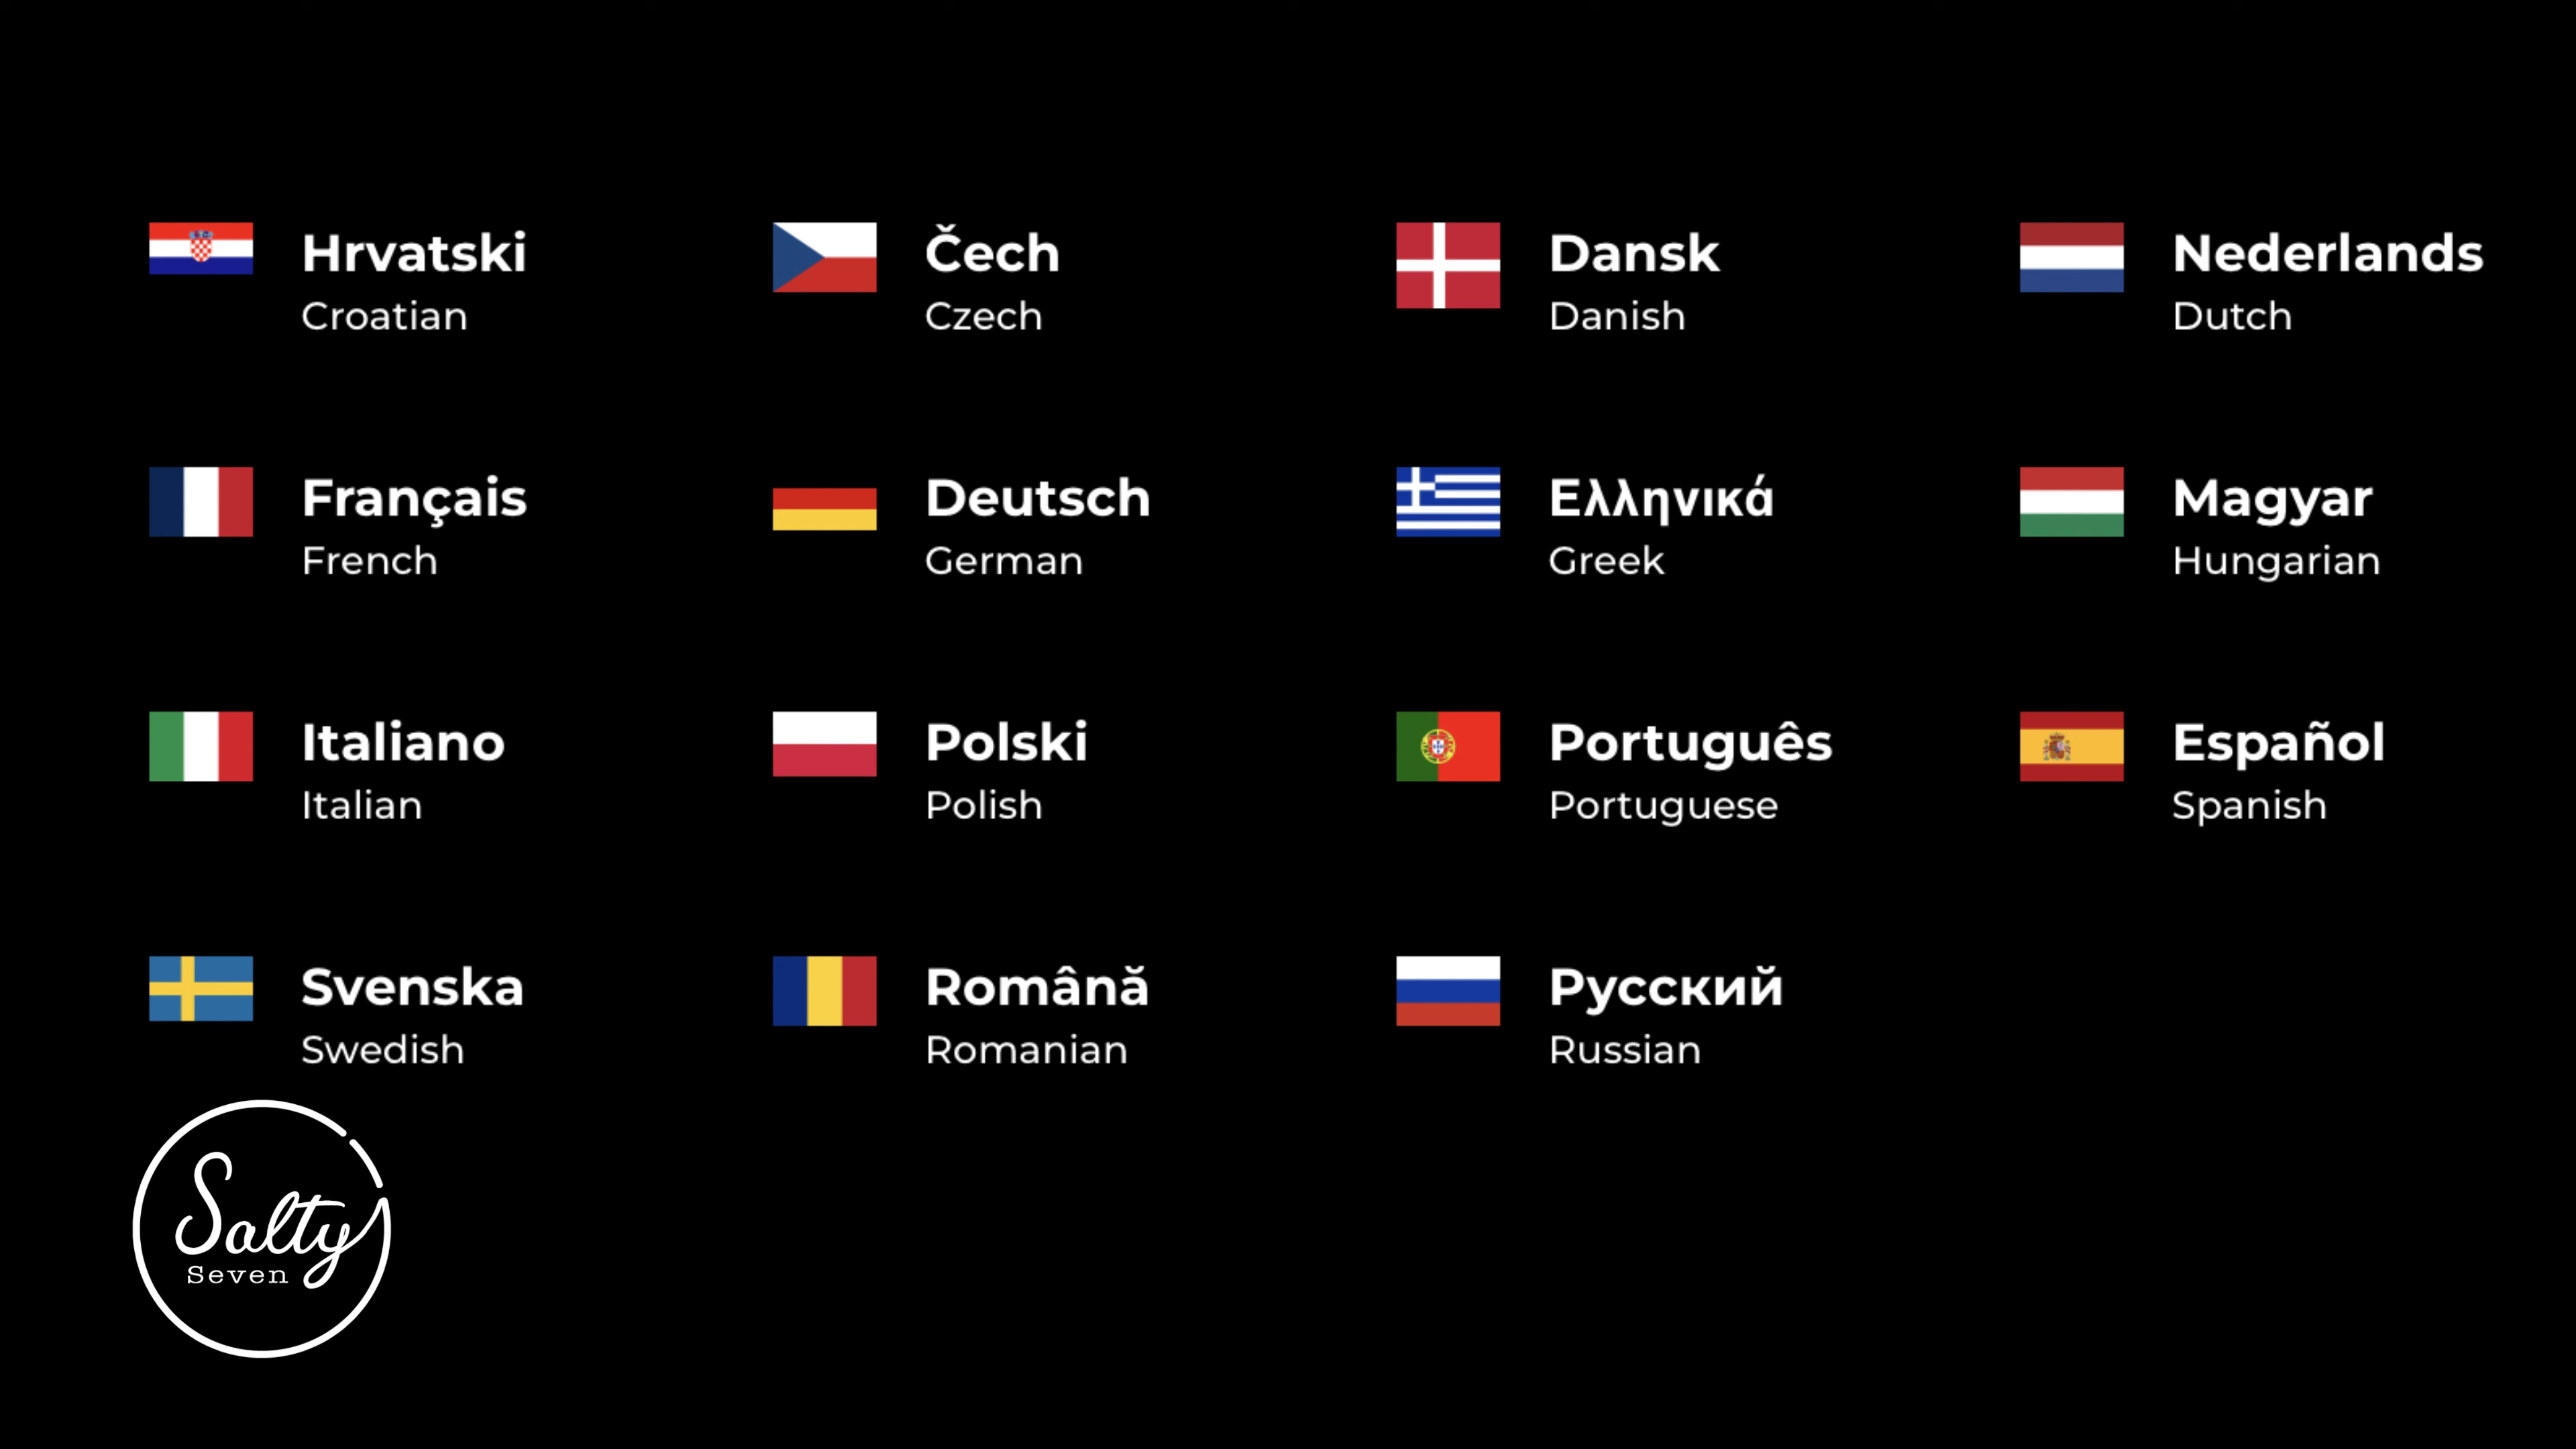 Hrvatski
Croatian
Čech
Czech
Dansk
Danish
Nederlands
Dutch
Français
French
Deutsch
German
Ελληνικά
Greek
Magyar
Hungarian
Italiano
Italian
Polski
Polish
Português
Portuguese
Español
Spanish
Svenska
Swedish
Română
Romanian
Русский
Russian
Salty
Seven